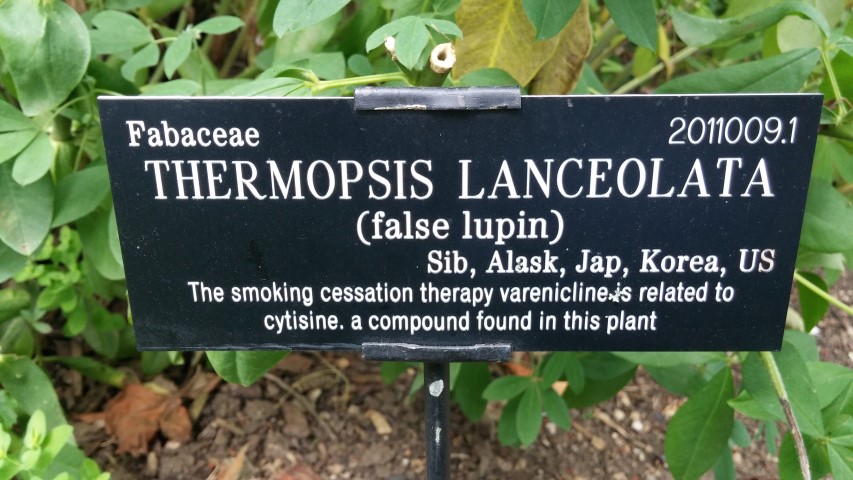 Fabaceae 2011009.1
THERMOPSIS LANCEOLATA
(false lupin)
Sib, Alask, Jap, Korea, US
The smoking cessation therapy varenicline is related to
cytisine. a compound found in this plant